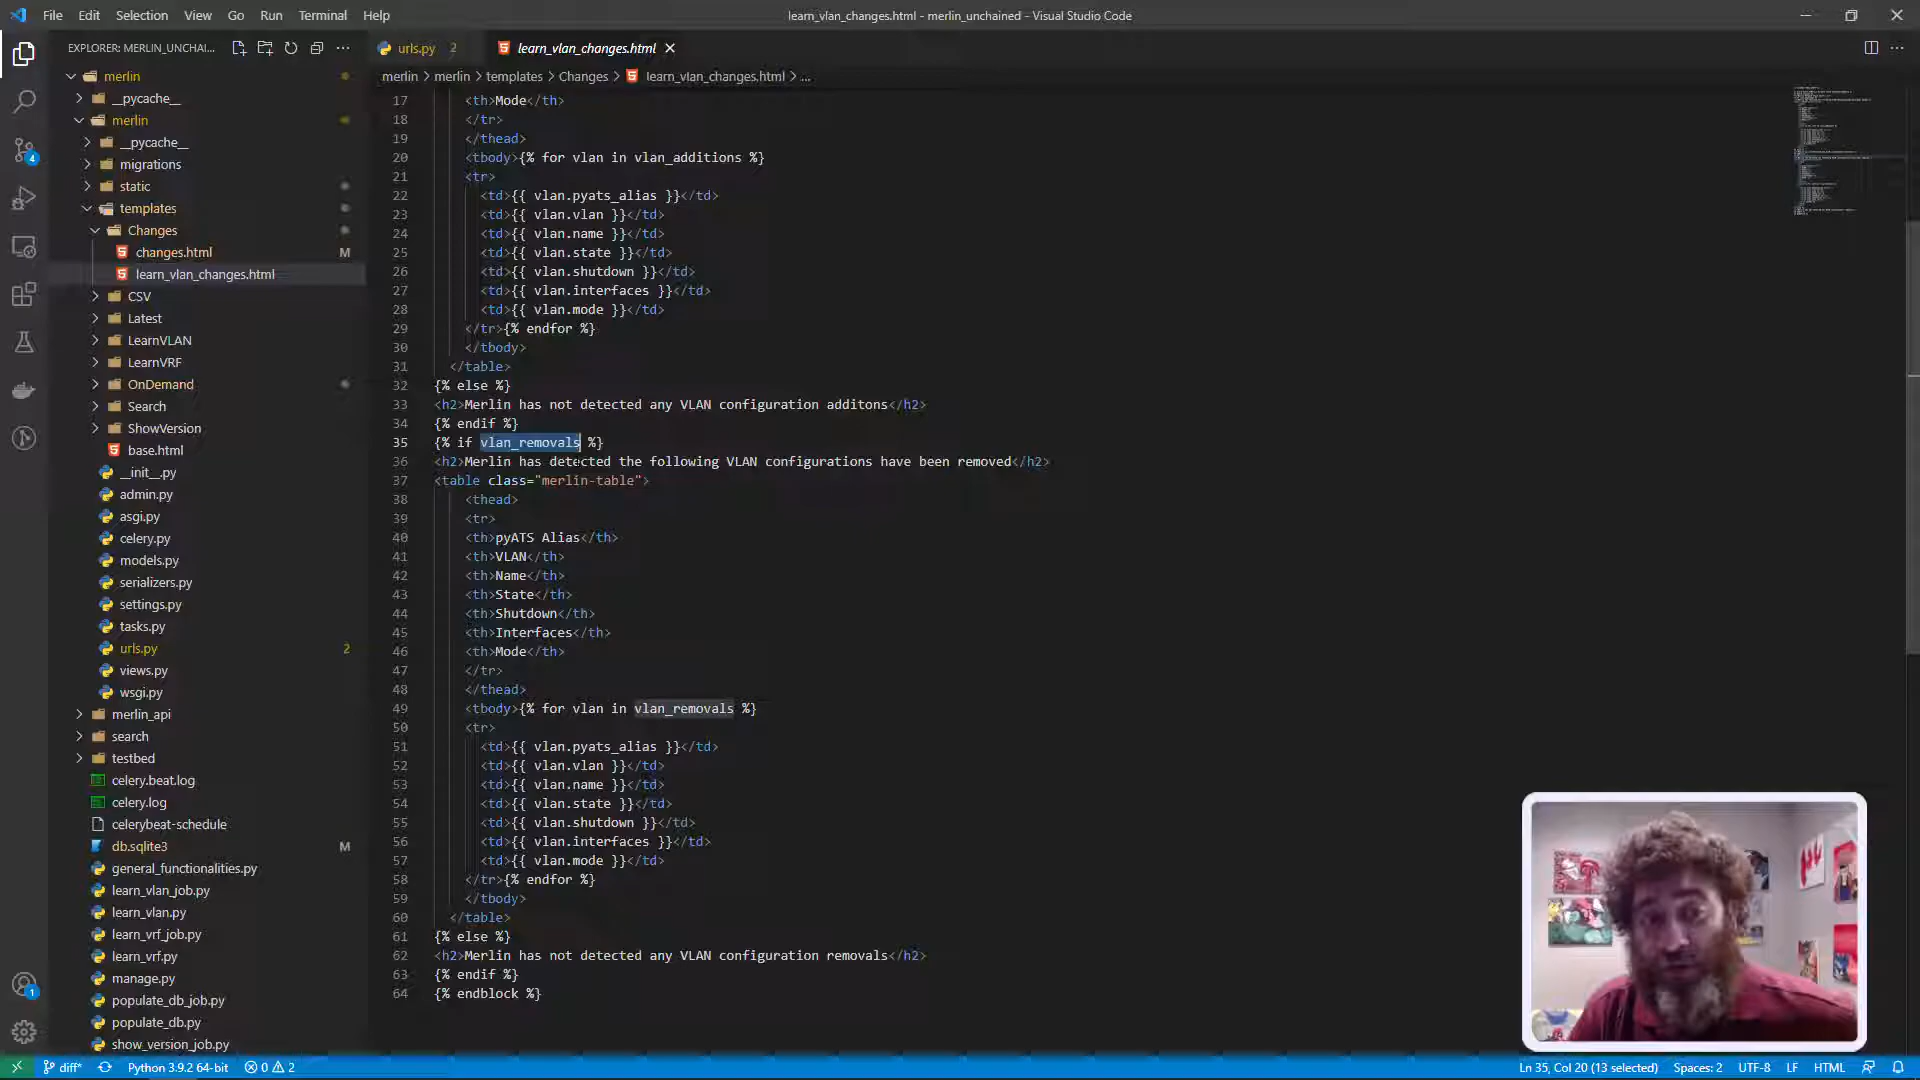 File Edit Selection View Go Run Terminal Help
learn_vlan_changes.html - merlin_unchained - Visual Studio Code
EXPLORER: MERLIN_UNCHAI...
urls.py 2
learn_vlan_changes.html
merlin > merlin > templates > Changes > learn_vlan_changes.html > ...
merlin
__pycache__
merlin
__pycache__
migrations
static
templates
Changes
changes.html M
learn_vlan_changes.html
CSV
Latest
LearnVLAN
LearnVRF
OnDemand
Search
ShowVersion
base.html
__init__.py
admin.py
asgi.py
celery.py
models.py
serializers.py
settings.py
tasks.py
urls.py 2
views.py
wsgi.py
merlin_api
search
testbed
celery.beat.log
celery.log
celerybeat-schedule
db.sqlite3 M
general_functionalities.py
learn_vlan_job.py
learn_vlan.py
learn_vrf_job.py
learn_vrf.py
manage.py
populate_db_job.py
populate_db.py
show_version_job.py
4
1
17 <th>Mode</th>
18 </tr>
19 </thead>
20 <tbody>{% for vlan in vlan_additions %}
21 <tr>
22 <td>{{ vlan.pyats_alias }}</td>
23 <td>{{ vlan.vlan }}</td>
24 <td>{{ vlan.name }}</td>
25 <td>{{ vlan.state }}</td>
26 <td>{{ vlan.shutdown }}</td>
27 <td>{{ vlan.interfaces }}</td>
28 <td>{{ vlan.mode }}</td>
29 </tr>{% endfor %}
30 </tbody>
31 </table>
32 {% else %}
33 <h2>Merlin has not detected any VLAN configuration additons</h2>
34 {% endif %}
35 {% if vlan_removals %}
36 <h2>Merlin has detected the following VLAN configurations have been removed</h2>
37 <table class="merlin-table">
38 <thead>
39 <tr>
40 <th>pyATS Alias</th>
41 <th>VLAN</th>
42 <th>Name</th>
43 <th>State</th>
44 <th>Shutdown</th>
45 <th>Interfaces</th>
46 <th>Mode</th>
47 </tr>
48 </thead>
49 <tbody>{% for vlan in vlan_removals %}
50 <tr>
51 <td>{{ vlan.pyats_alias }}</td>
52 <td>{{ vlan.vlan }}</td>
53 <td>{{ vlan.name }}</td>
54 <td>{{ vlan.state }}</td>
55 <td>{{ vlan.shutdown }}</td>
56 <td>{{ vlan.interfaces }}</td>
57 <td>{{ vlan.mode }}</td>
58 </tr>{% endfor %}
59 </tbody>
60 </table>
61 {% else %}
62 <h2>Merlin has not detected any VLAN configuration removals</h2>
63 {% endif %}
64 {% endblock %}
diff* Python 3.9.2 64-bit 0 2 Ln 35, Col 20 (13 selected) Spaces: 2 UTF-8 LF HTML